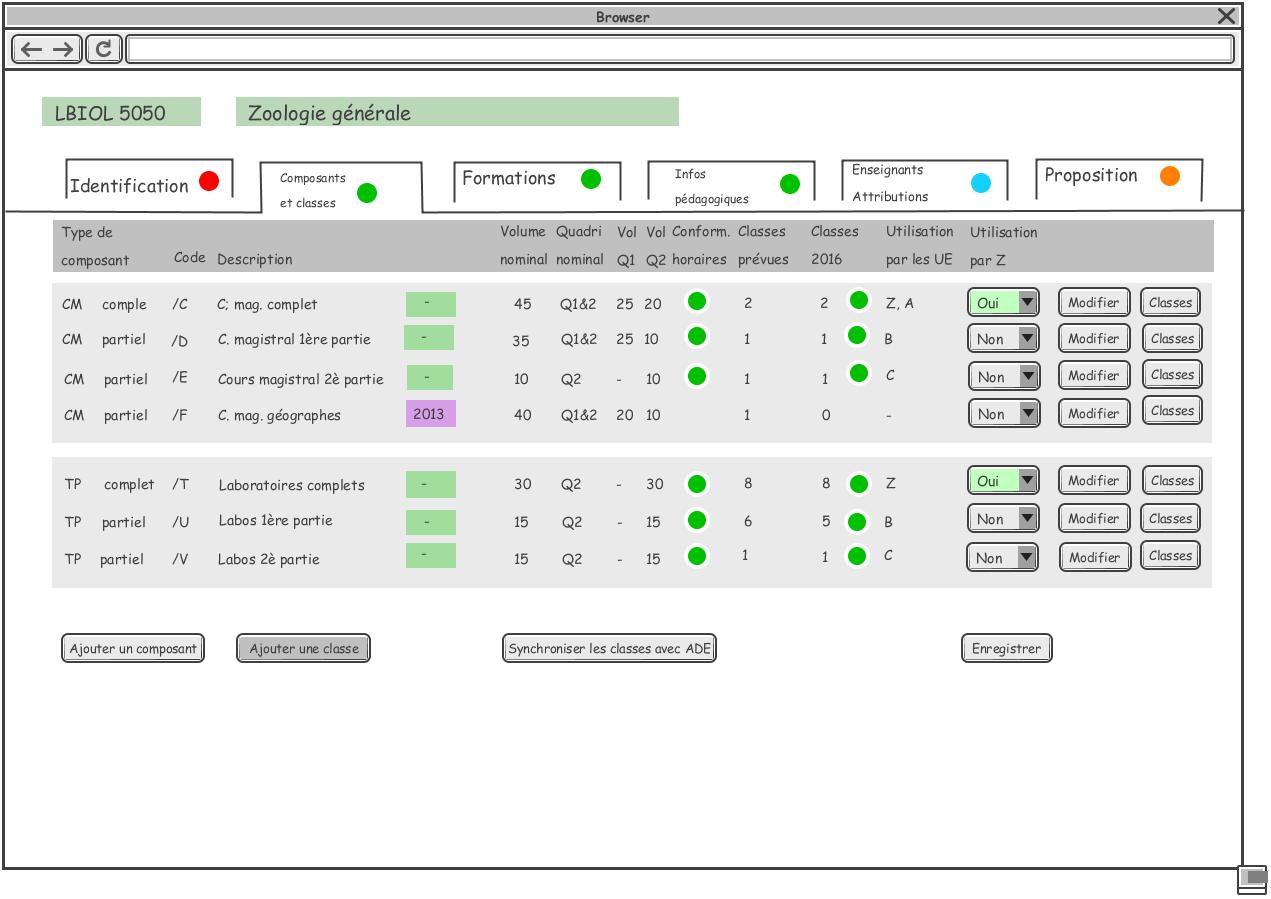 Browser
LBIOL 5050 Zoologie générale
Identification Composants et classes Formations Infos pédagogiques Enseignants Attributions Proposition
Type de composant Code Description Volume nominal Quadri nominal Vol Q1 Vol Q2 Conform. horaires Classes prévues Classes 2016 Utilisation par les UE Utilisation par Z
CM comple /C C; mag. complet - 45 Q1&2 25 20 2 2 Z, A Oui Modifier Classes
CM partiel /D C. magistral 1ère partie - 35 Q1&2 25 10 1 1 B Non Modifier Classes
CM partiel /E Cours magistral 2è partie - 10 Q2 - 10 1 1 C Non Modifier Classes
CM partiel /F C. mag. géographes 2013 40 Q1&2 20 10 1 0 - Non Modifier Classes
TP complet /T Laboratoires complets - 30 Q2 - 30 8 8 Z Oui Modifier Classes
TP partiel /U Labos 1ère partie - 15 Q2 - 15 6 5 B Non Modifier Classes
TP partiel /V Labos 2è partie - 15 Q2 - 15 1 1 C Non Modifier Classes
Ajouter un composant Ajouter une classe Synchroniser les classes avec ADE Enregistrer